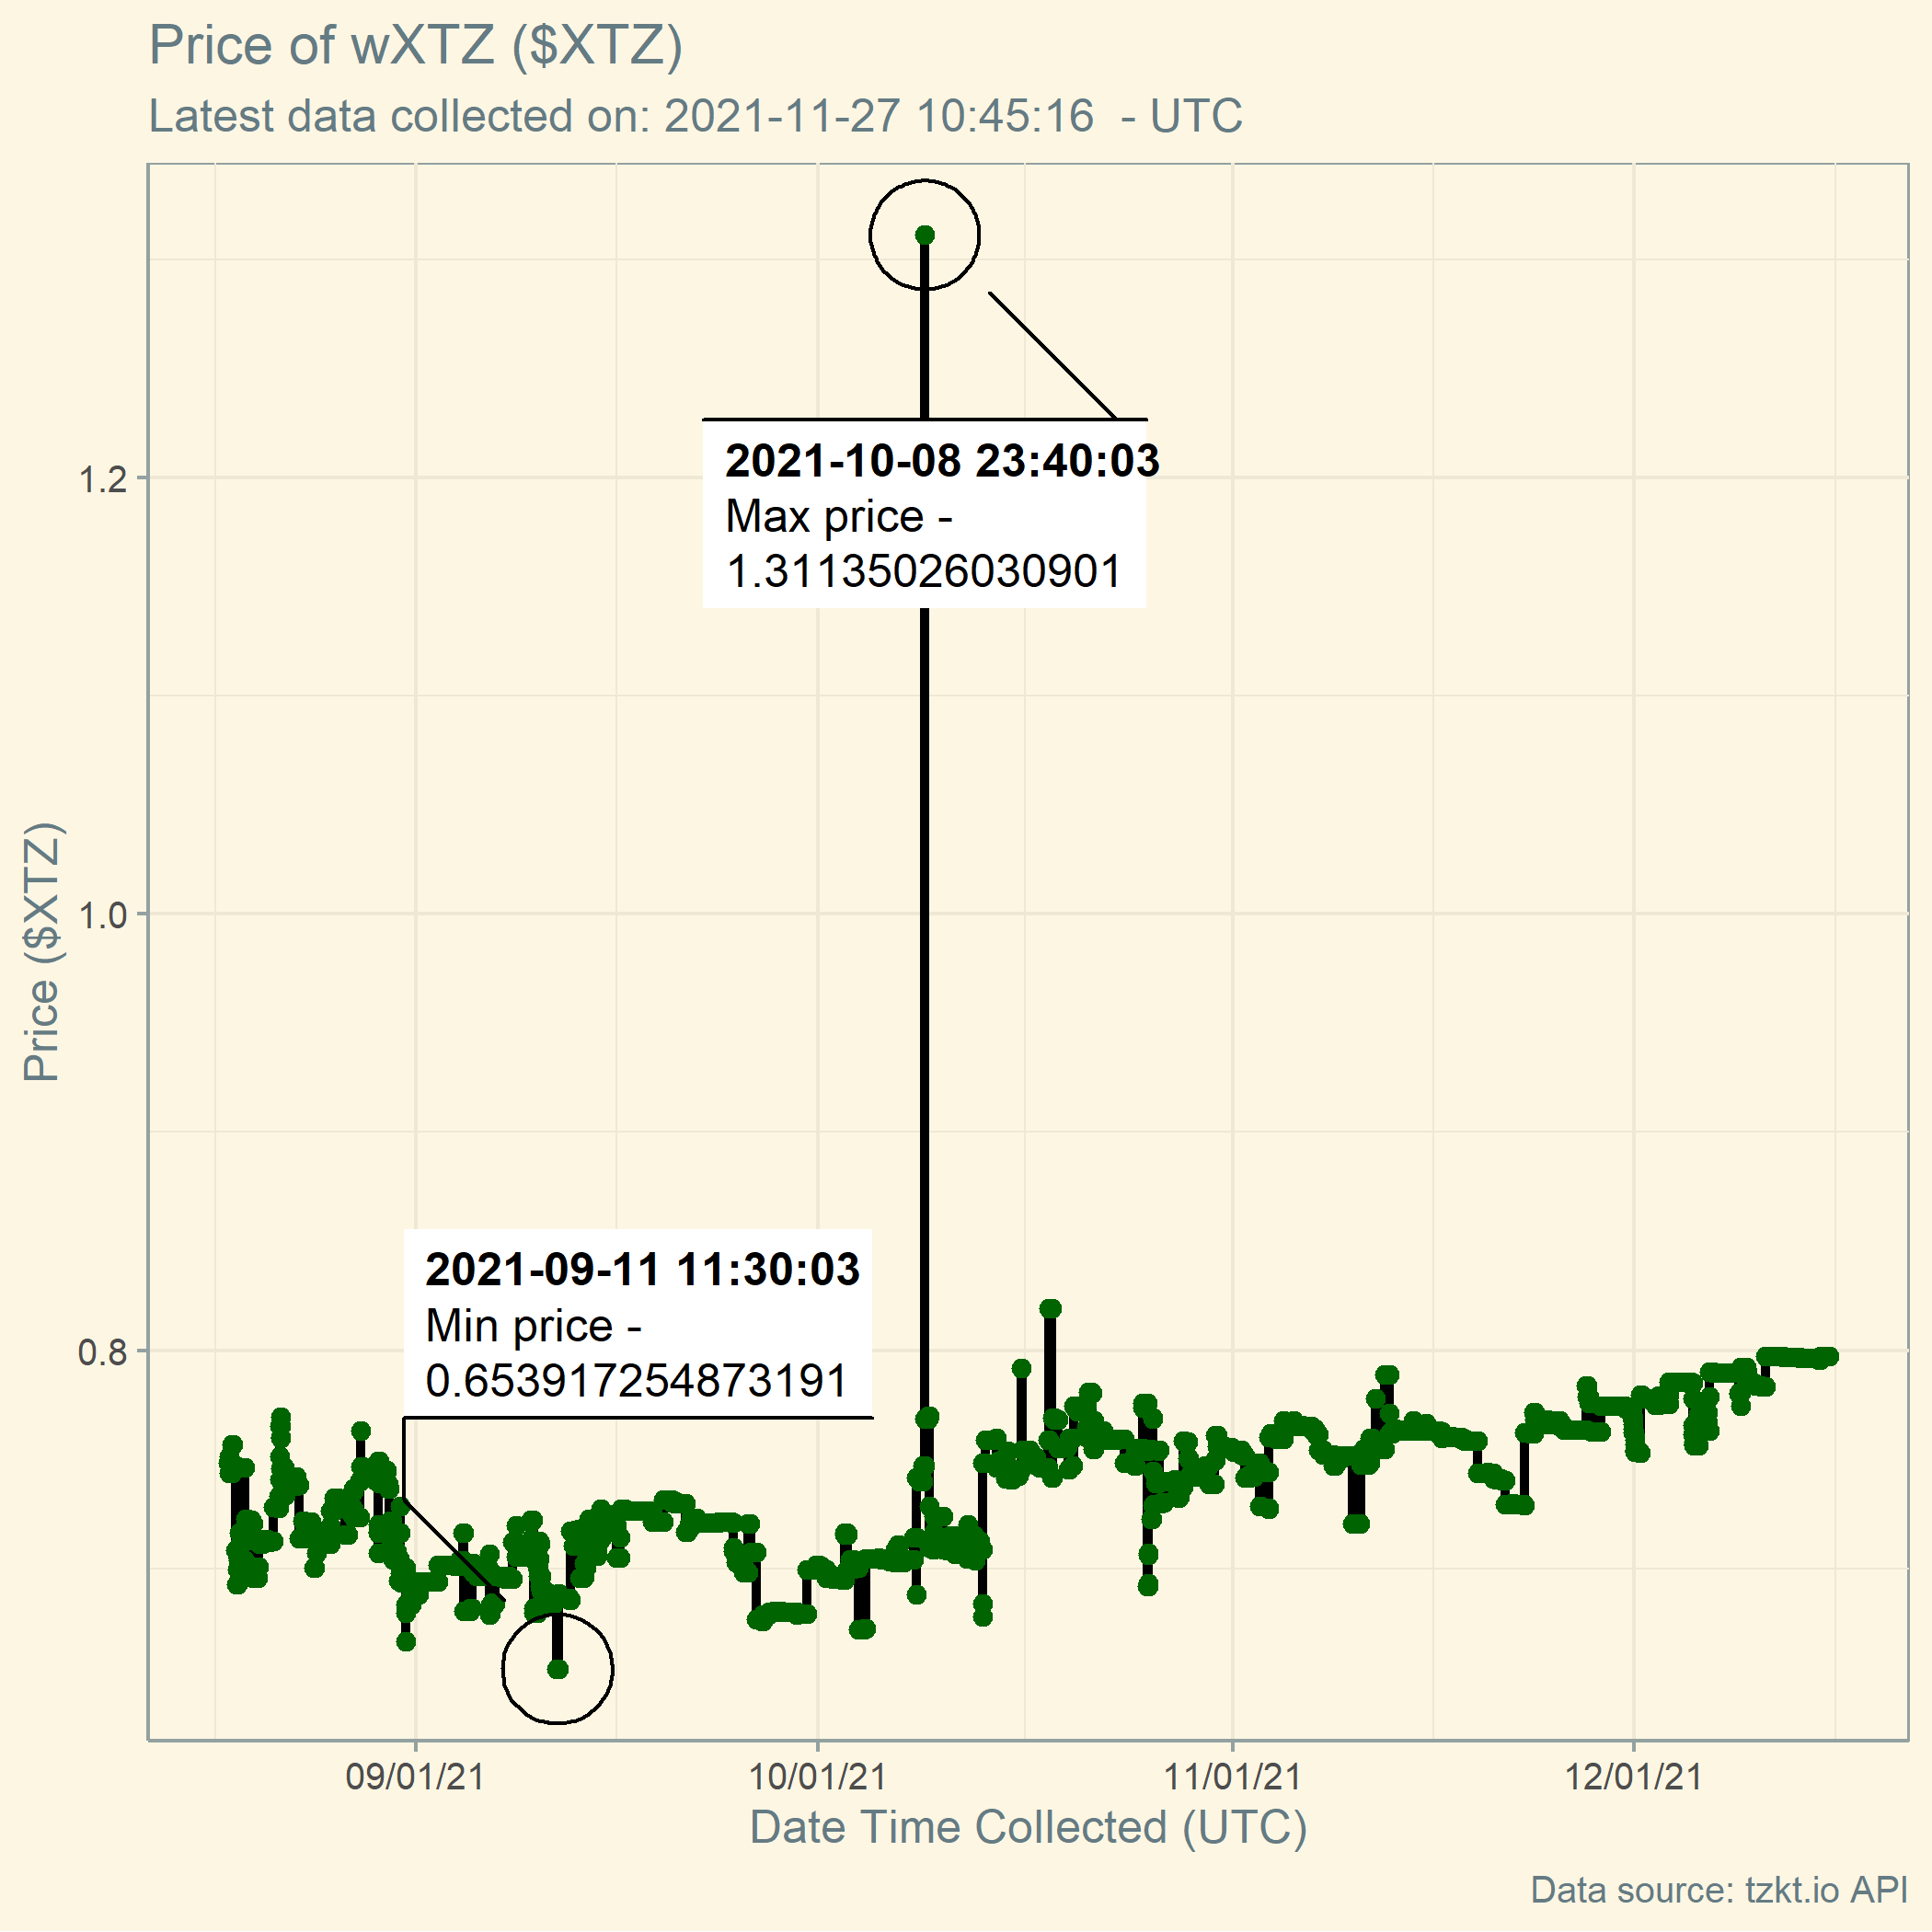 Price of wXTZ ($XTZ)
Latest data collected on: 2021-11-27 10:45:16  - UTC
2021-10-08 23:40:03
Max price -
1.31135026030901
2021-09-11 11:30:03
Min price -
0.653917254873191
Price ($XTZ)
1.2
1.0
0.8
09/01/21 10/01/21 11/01/21 12/01/21
Date Time Collected (UTC)
Data source: tzkt.io API